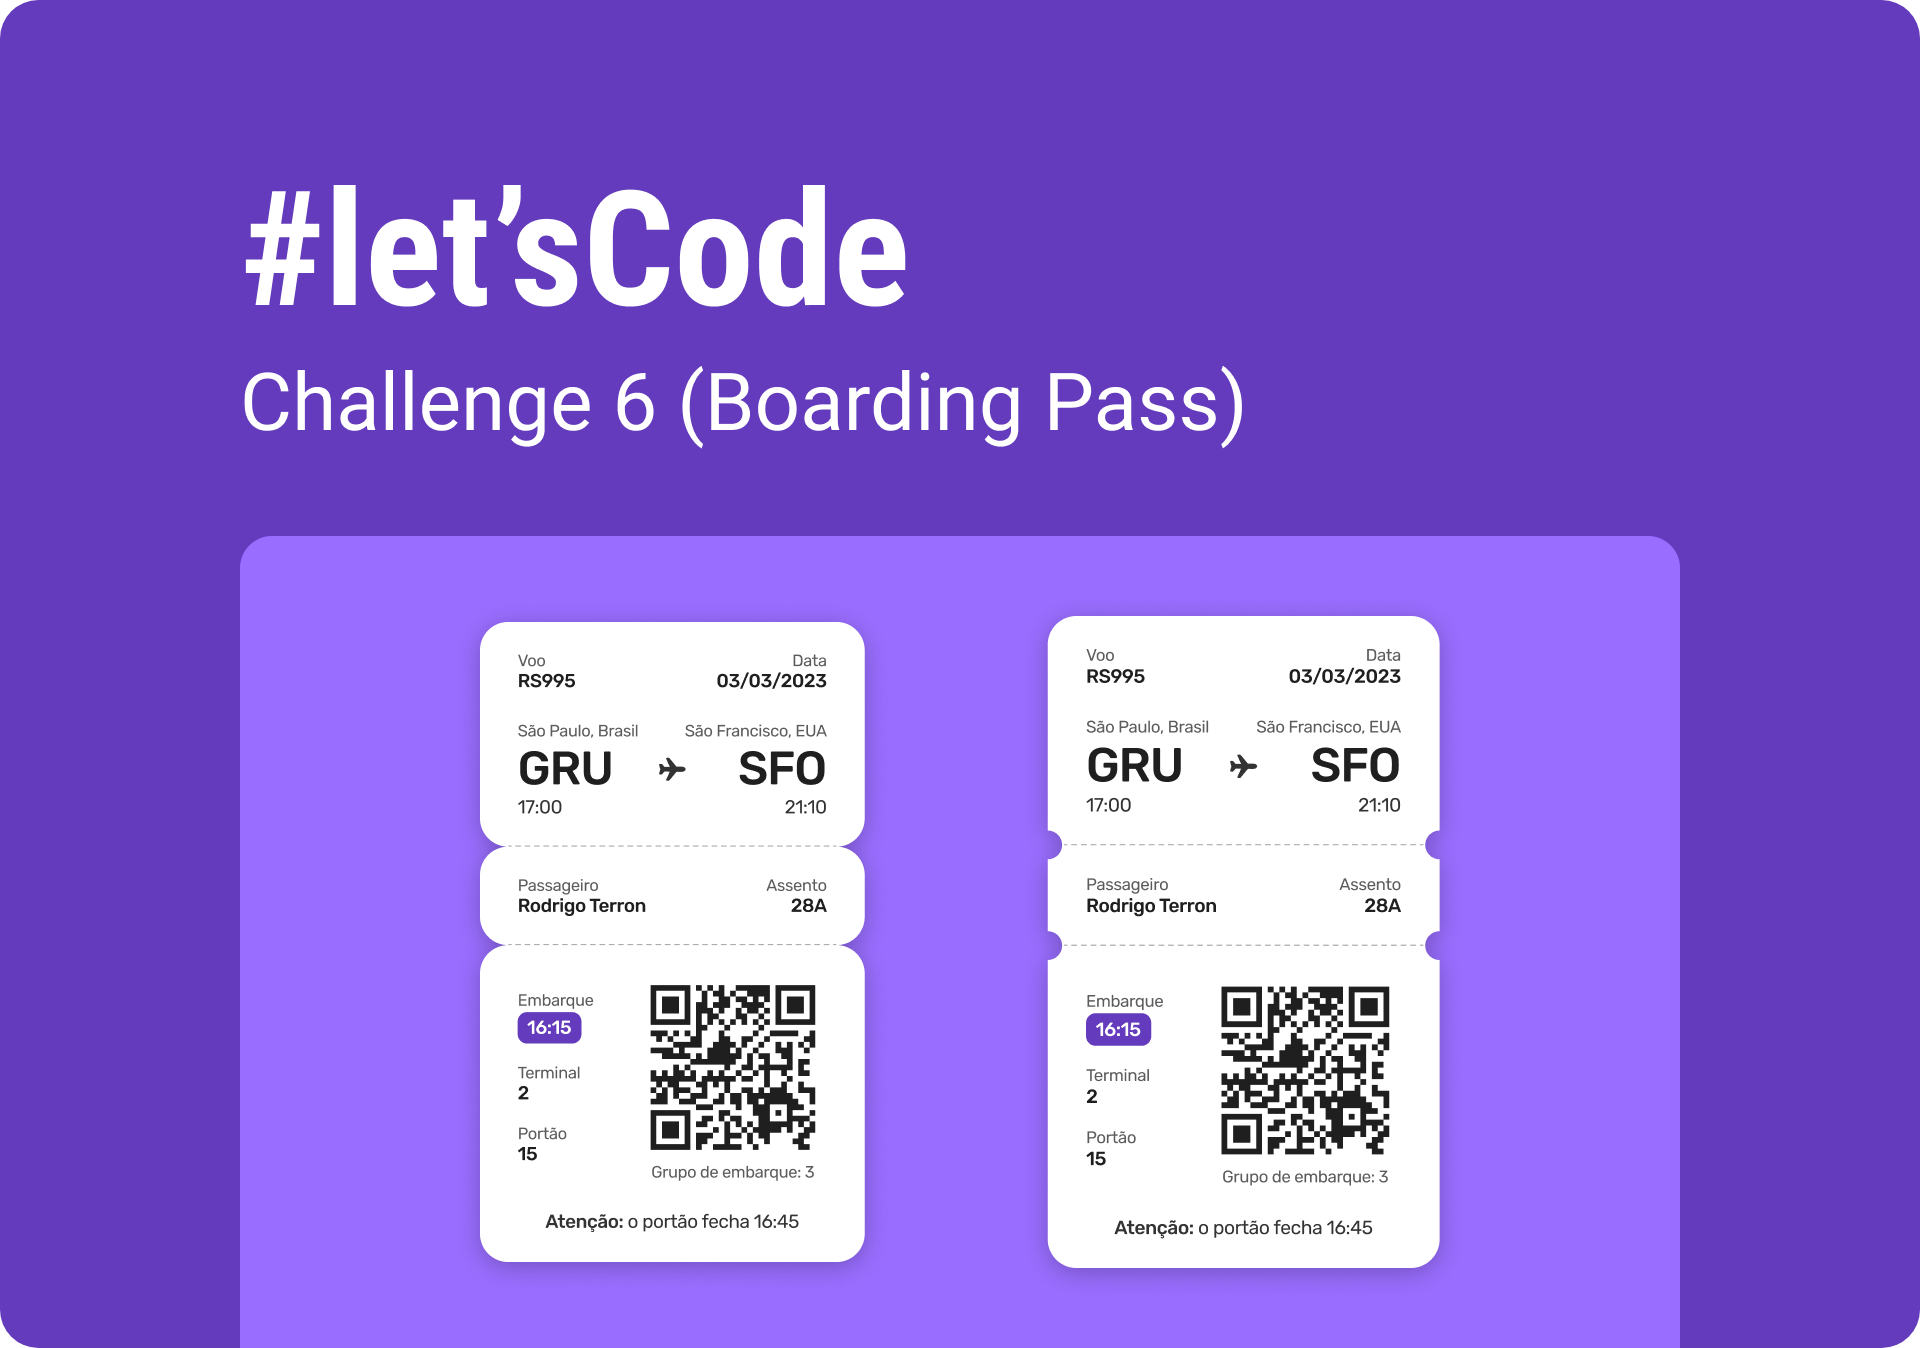 #let’sCode
Challenge 6 (Boarding Pass)
Voo Data
RS995 03/03/2023
São Paulo, Brasil São Francisco, EUA
GRU SFO
17:00 21:10
Passageiro Assento
Rodrigo Terron 28A
Embarque
16:15
Terminal
2
Portão
15
Grupo de embarque: 3
Atenção: o portão fecha 16:45
Voo Data
RS995 03/03/2023
São Paulo, Brasil São Francisco, EUA
GRU SFO
17:00 21:10
Passageiro Assento
Rodrigo Terron 28A
Embarque
16:15
Terminal
2
Portão
15
Grupo de embarque: 3
Atenção: o portão fecha 16:45